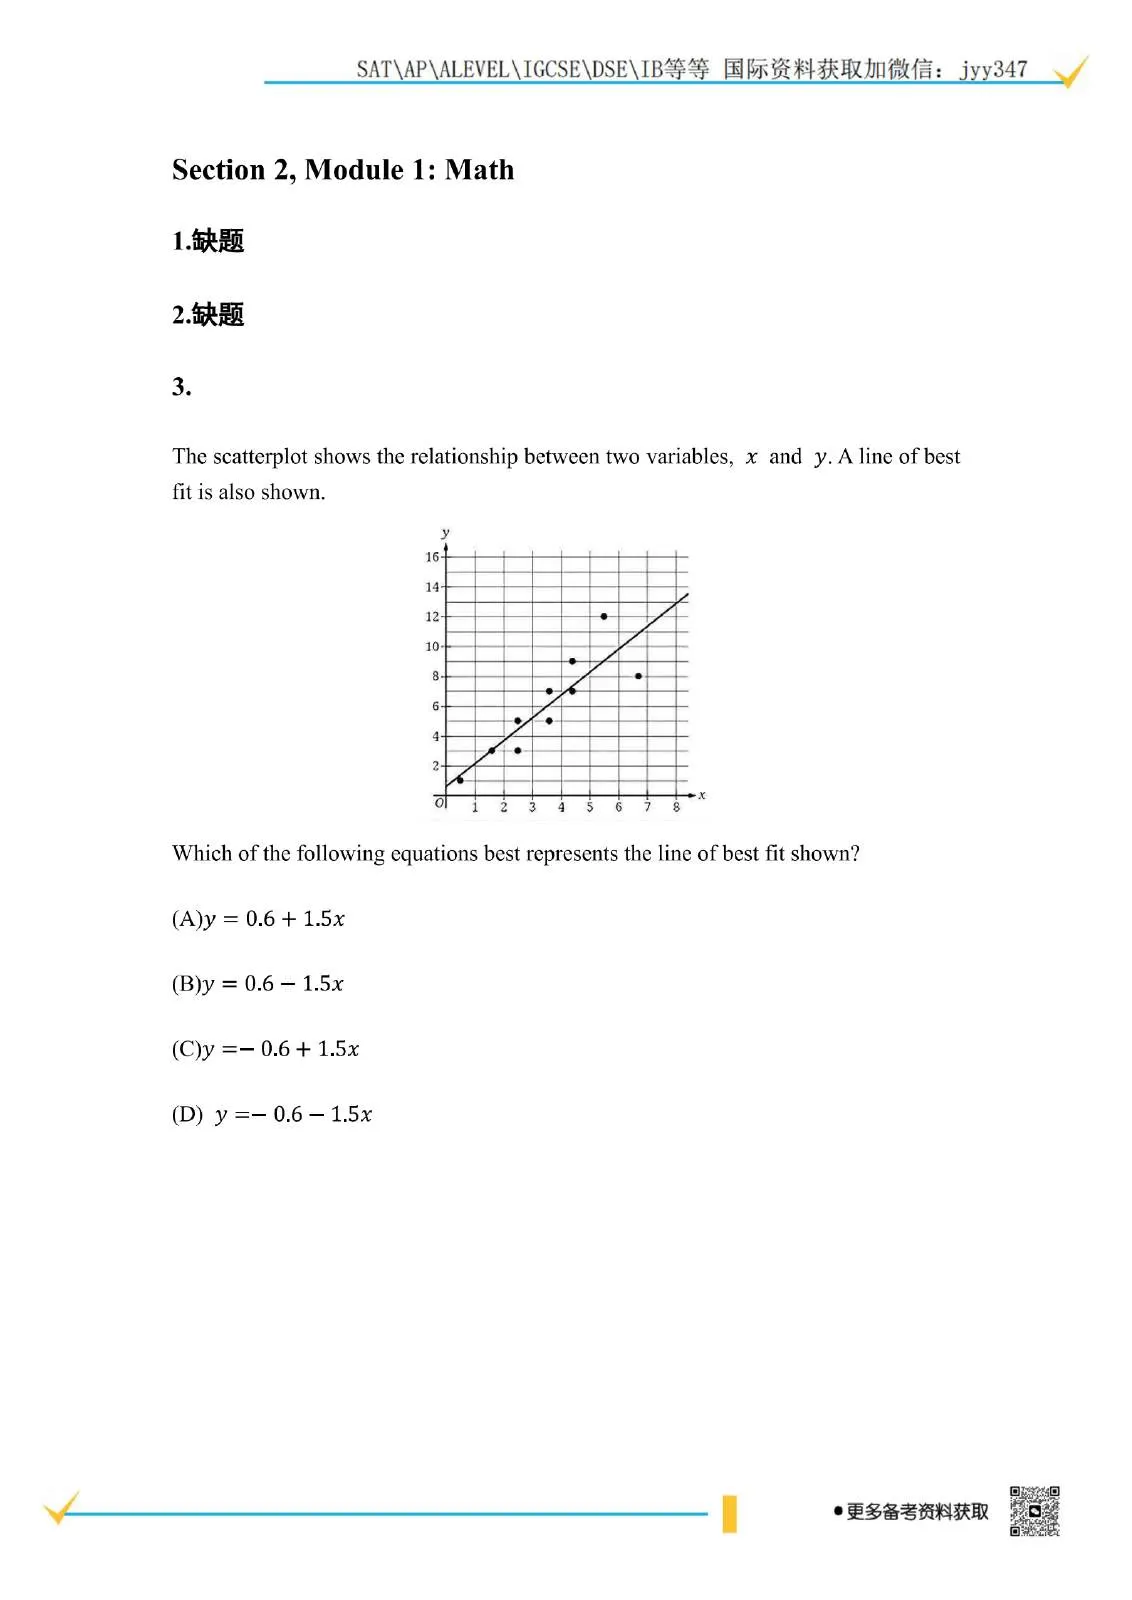 SAT\AP\ALEVEL\IGCSE\DSE\IB等等 国际资料获取加微信：jyy347
Section 2, Module 1: Math
1.缺题
2.缺题
3.
The scatterplot shows the relationship between two variables, x and y. A line of best
fit is also shown.
y
16
14
12
10
8
6
4
2
O 1 2 3 4 5 6 7 8 x
Which of the following equations best represents the line of best fit shown?
(A)y = 0.6 + 1.5x
(B)y = 0.6 − 1.5x
(C)y =− 0.6 + 1.5x
(D) y =− 0.6 − 1.5x
•更多备考资料获取